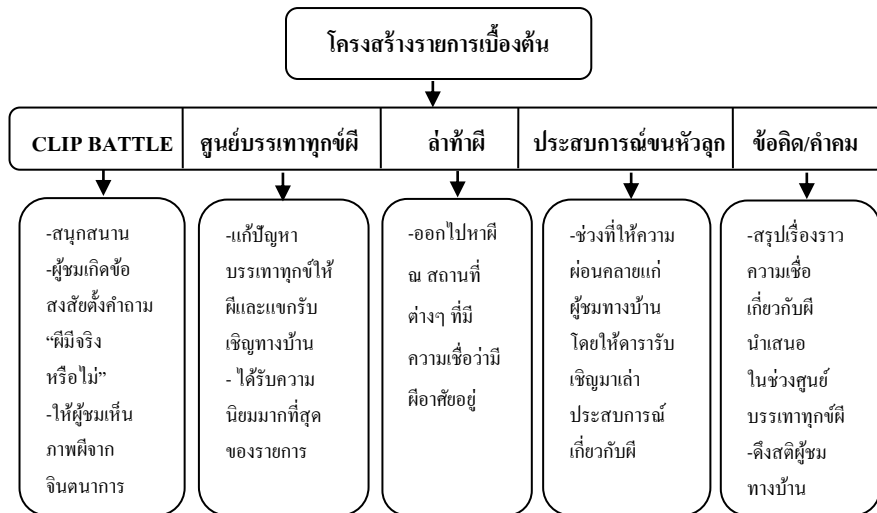 โครงสร้างรายการเบื้องต้น
CLIP BATTLE
ศูนย์บรรเทาทุกข์ผี
ล่าท้าผี
ประสบการณ์ขนหัวลุก
ข้อคิด/คำคม
-สนุกสนาน
-ผู้ชมเกิดข้อ
สงสัยตั้งคำถาม
“ผีมีจริง
หรือไม่”
-ให้ผู้ชมเห็น
ภาพผีจาก
จินตนาการ
-แก้ปัญหา
บรรเทาทุกข์ให้
ผีและแขกรับ
เชิญทางบ้าน
- ได้รับความ
นิยมมากที่สุด
ของรายการ
-ออกไปหาผี
ณ สถานที่
ต่างๆ ที่มี
ความเชื่อว่ามี
ผีอาศัยอยู่
-ช่วงที่ให้ความ
ผ่อนคลายแก่
ผู้ชมทางบ้าน
โดยให้ดารารับ
เชิญมาเล่า
ประสบการณ์
เกี่ยวกับผี
-สรุปเรื่องราว
ความเชื่อ
เกี่ยวกับผี
นำเสนอ
ในช่วงศูนย์
บรรเทาทุกข์ผี
-ดึงสติผู้ชม
ทางบ้าน